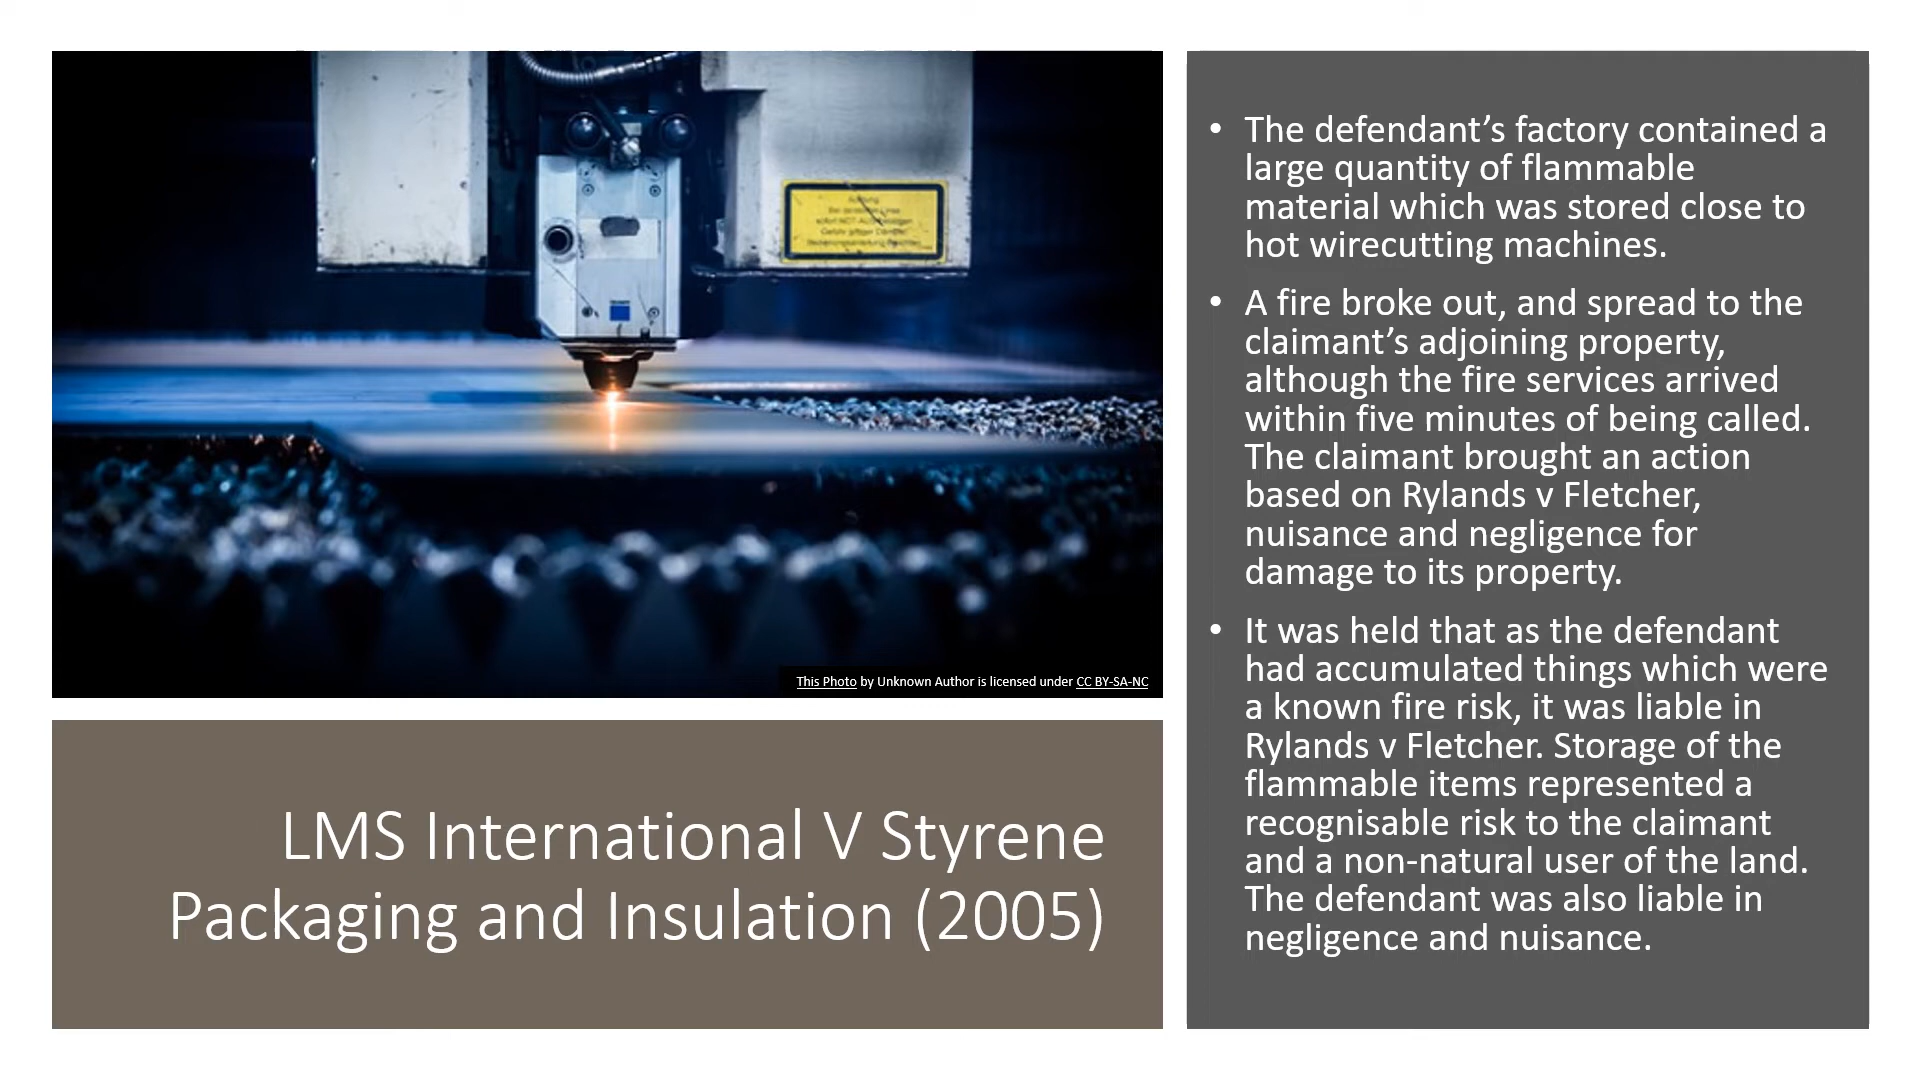 This Photo by Unknown Author is licensed under CC BY-SA-NC
LMS International V Styrene
Packaging and Insulation (2005)
• The defendant’s factory contained a
large quantity of flammable
material which was stored close to
hot wirecutting machines.
• A fire broke out, and spread to the
claimant’s adjoining property,
although the fire services arrived
within five minutes of being called.
The claimant brought an action
based on Rylands v Fletcher,
nuisance and negligence for
damage to its property.
• It was held that as the defendant
had accumulated things which were
a known fire risk, it was liable in
Rylands v Fletcher. Storage of the
flammable items represented a
recognisable risk to the claimant
and a non-natural user of the land.
The defendant was also liable in
negligence and nuisance.